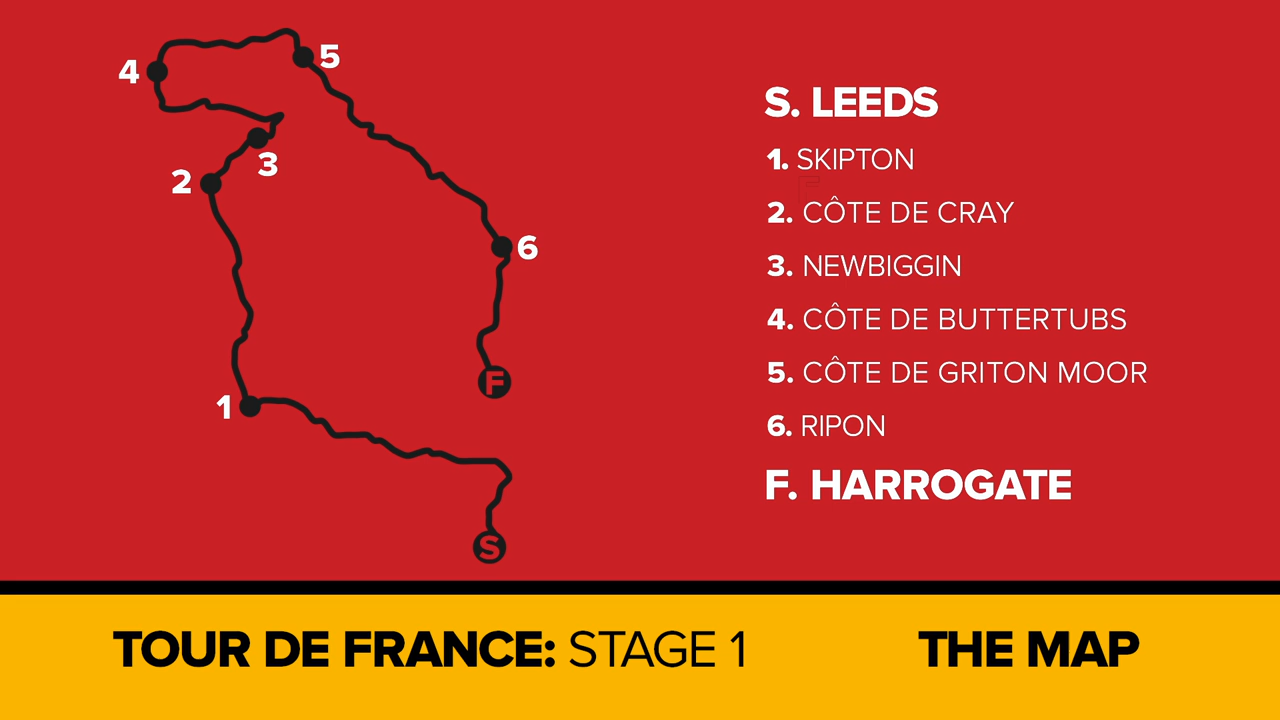 4
5
3
2
6
F
1
S
S. LEEDS
1. SKIPTON
2. CÔTE DE CRAY
3. NEWBIGGIN
4. CÔTE DE BUTTERTUBS
5. CÔTE DE GRITON MOOR
6. RIPON
F. HARROGATE
TOUR DE FRANCE: STAGE 1
THE MAP